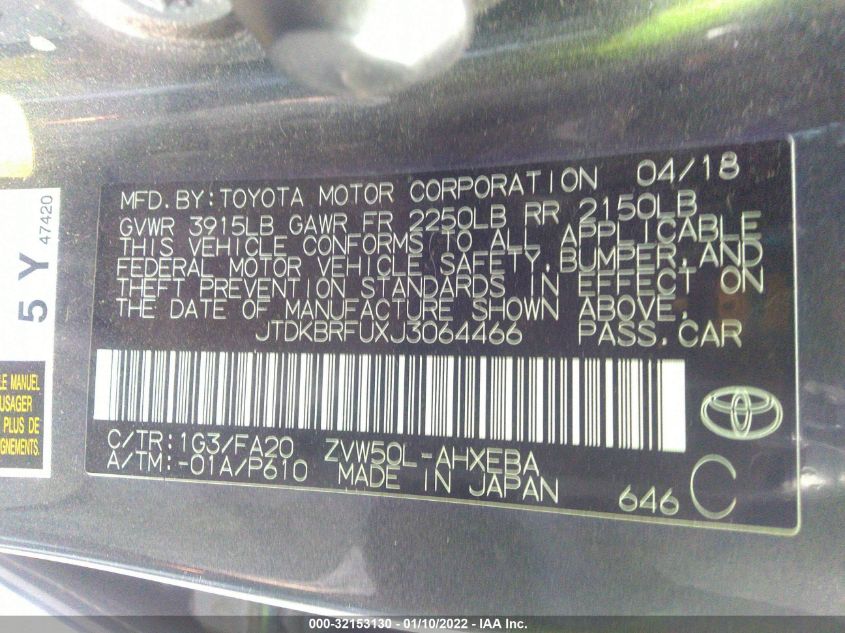 MFD.BY:TOYOTA MOTOR CORPORATION 04/18
GVWR 3915LB GAWR FR 2250LB RR 2150LB
THIS VEHICLE CONFORMS TO ALL APPLICABLE
FEDERAL MOTOR VEHICLE SAFETY,BUMPER,AND
THEFT PREVENTION STANDARDS IN EFFECT ON
THE DATE OF MANUFACTURE SHOWN ABOVE.
JTDKBRFUXJ3064466 PASS.CAR
C/TR:1G3/FA20 ZVW50L-AHXEBA
A/TM:-01A/P610 MADE IN JAPAN
646 C
5 Y 47420
LE MANUEL
USAGER
PLUS DE
IGNEMENTS.
000-32153130 - 01/10/2022 - IAA Inc.